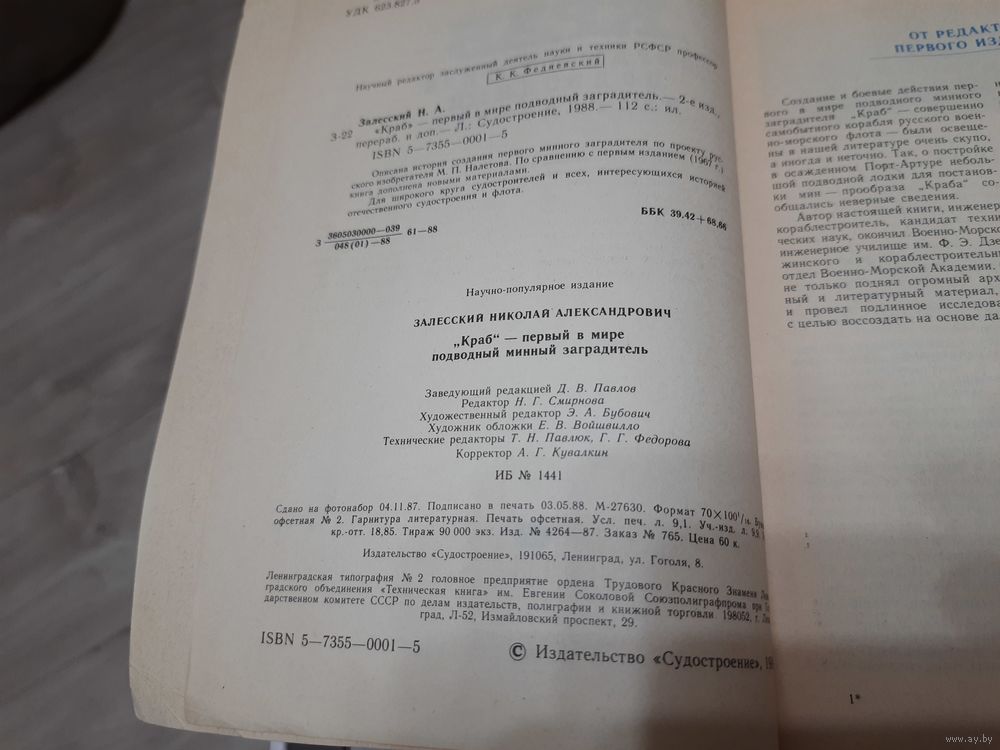 УДК 623.827.9
Научный редактор заслуженный деятель науки и техники РСФСР профессор
К. К. Федяевский
Залесский Н. А.
З-22 «Краб» — первый в мире подводный заградитель.— 2-е изд.,
перераб. и доп.— Л.: Судостроение, 1988.— 112 с.: ил.
ISBN 5—7355—0001—5
Описана история создания первого минного заградителя по проекту рус-
ского изобретателя М. П. Налетова. По сравнению с первым изданием (1967 г.)
книга дополнена новыми материалами.
Для широкого круга судостроителей и всех, интересующихся историей
отечественного судостроения и флота.
З 3605030000—039
048(01)—88 61—88
ББК 39.42+68.66
Научно-популярное издание
ЗАЛЕССКИЙ НИКОЛАЙ АЛЕКСАНДРОВИЧ
„Краб“ — первый в мире
подводный минный заградитель
Заведующий редакцией Д. В. Павлов
Редактор Н. Г. Смирнова
Художественный редактор Э. А. Бубович
Художник обложки Е. В. Войшвилло
Технические редакторы Т. Н. Павлюк, Г. Г. Федорова
Корректор А. Г. Кувалкин
ИБ № 1441
Сдано на фотонабор 04.11.87. Подписано в печать 03.05.88. М-27630. Формат 70×100¹/₁₆.
офсетная № 2. Гарнитура литературная. Печать офсетная. Усл. печ. л. 9,1. Уч.-изд. л.
кр.-отт. 18,85. Тираж 90 000 экз. Изд. № 4264—87. Заказ № 765. Цена 60 к.
Издательство «Судостроение», 191065, Ленинград, ул. Гоголя, 8.
Ленинградская типография № 2 головное предприятие ордена Трудового Красного Знамени
градского объединения «Техническая книга» им. Евгении Соколовой Союзполиграфпрома при
дарственном комитете СССР по делам издательств, полиграфии и книжной торговли. 198052, г.
град, Л-52, Измайловский проспект, 29.
ISBN 5—7355—0001—5
© Издательство «Судостроение», 19
ОТ РЕДАКТ
ПЕРВОГО ИЗД
Создание и боевые действия пер-
вого в мире подводного минного
заградителя „Краб“ — совершенно
самобытного корабля русского воен-
но-морского флота — были освеще-
ны в нашей литературе очень скупо,
а иногда и неточно. Так, о постройке
в осажденном Порт-Артуре неболь-
шой подводной лодки для постанов-
ки мин — прообраза „Краба“ со-
общались неверные сведения.
Автор настоящей книги, инженер-
кораблестроитель, кандидат техни-
ческих наук, окончил Военно-Морско
инженерное училище им. Ф. Э. Дзер
жинского и кораблестроительн
отдел Военно-Морской Академии.
не только поднял огромный арх
ный и литературный материал,
и провел подлинное исследова
с целью воссоздать на основе да
1*
www.ay.by